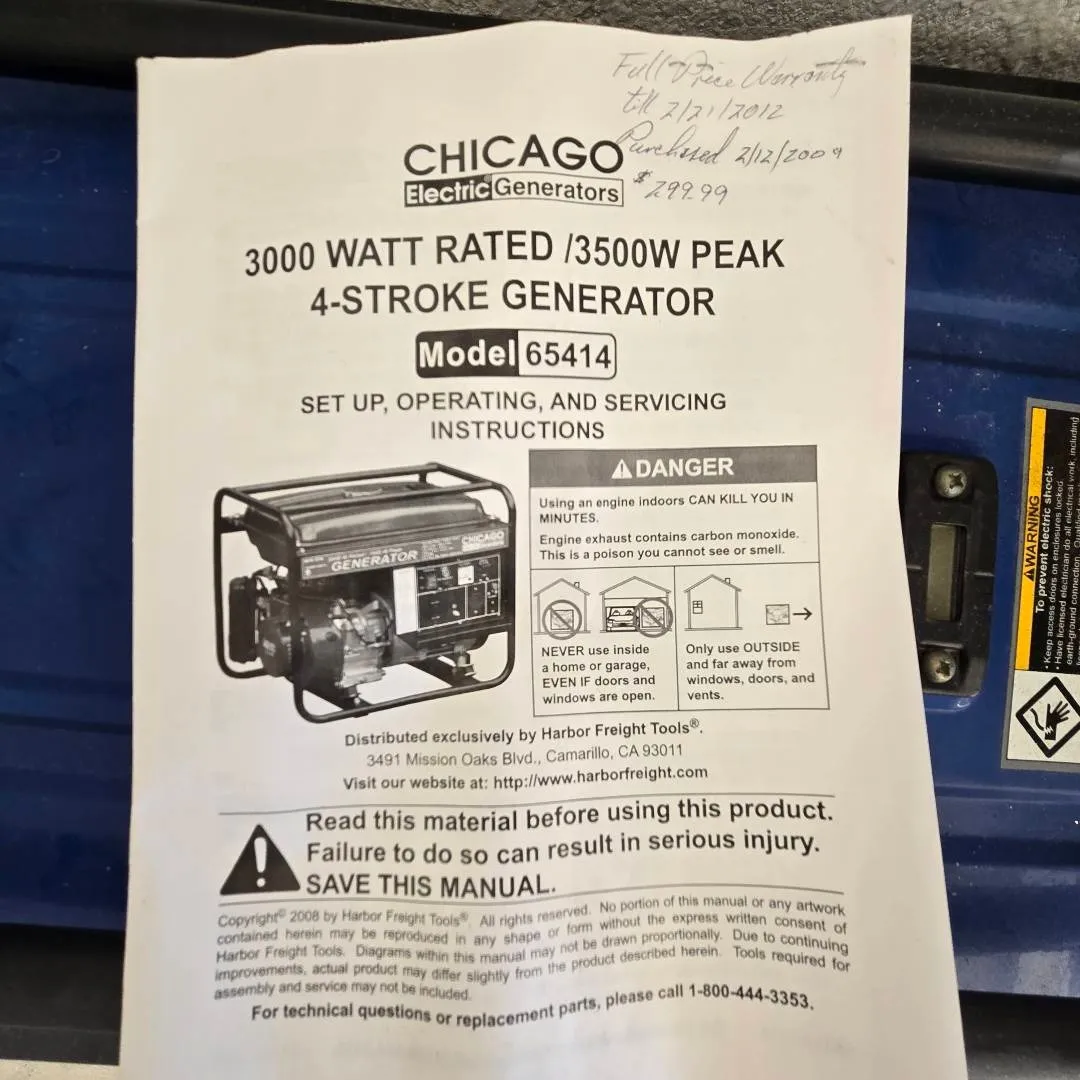 Full Price Warranty
till 2/21/2012
Purchased 2/12/2009
$299.99
CHICAGO
Electric® Generators
3000 WATT RATED /3500W PEAK
4-STROKE GENERATOR
Model 65414
SET UP, OPERATING, AND SERVICING
INSTRUCTIONS
CHICAGO
GENERATOR
⚠DANGER
Using an engine indoors CAN KILL YOU IN
MINUTES.
Engine exhaust contains carbon monoxide.
This is a poison you cannot see or smell.
NEVER use inside
a home or garage,
EVEN IF doors and
windows are open.
Only use OUTSIDE
and far away from
windows, doors, and
vents.
Distributed exclusively by Harbor Freight Tools®.
3491 Mission Oaks Blvd., Camarillo, CA 93011
Visit our website at: http://www.harborfreight.com
Read this material before using this product.
Failure to do so can result in serious injury.
SAVE THIS MANUAL.
Copyright© 2008 by Harbor Freight Tools®. All rights reserved. No portion of this manual or any artwork
contained herein may be reproduced in any shape or form without the express written consent of
Harbor Freight Tools. Diagrams within this manual may not be drawn proportionally. Due to continuing
improvements, actual product may differ slightly from the product described herein. Tools required for
assembly and service may not be included.
For technical questions or replacement parts, please call 1-800-444-3353.
⚠WARNING
To prevent electric shock:
• Keep access doors on enclosures locked.
• Have licensed electrician do all electrical work, including
earth-ground connection.